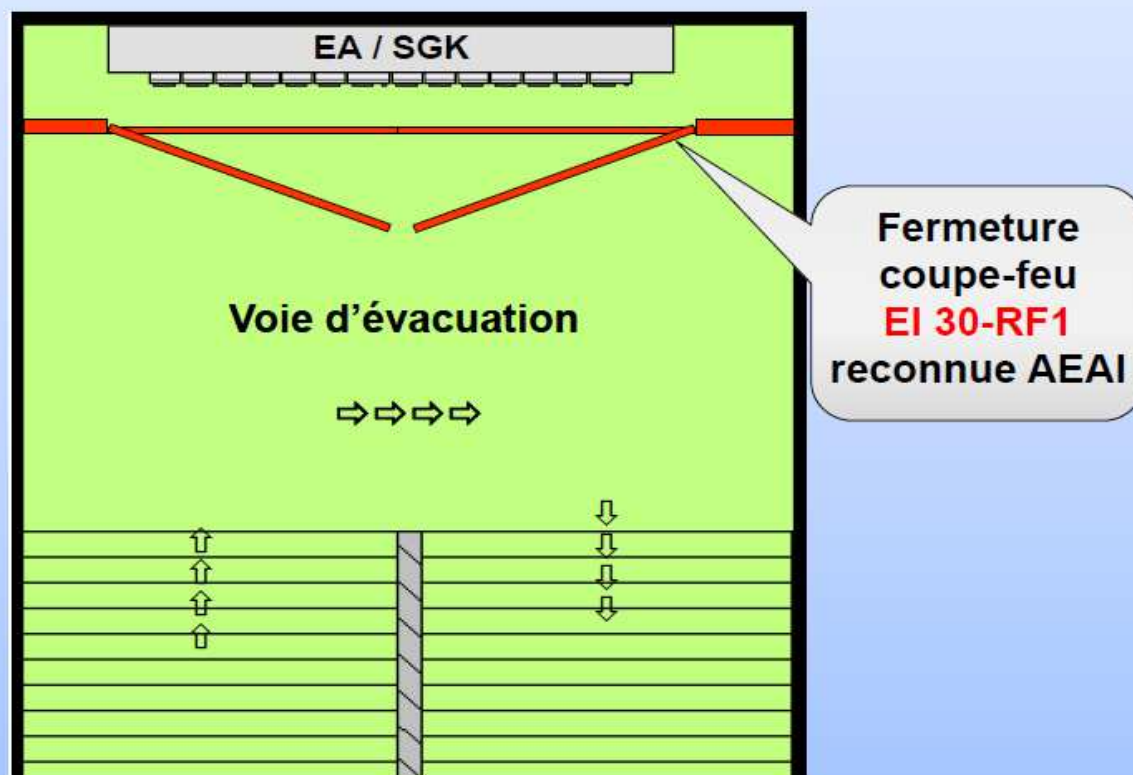 EA / SGK
Voie d’évacuation
Fermeture
coupe-feu
EI 30-RF1
reconnue AEAI